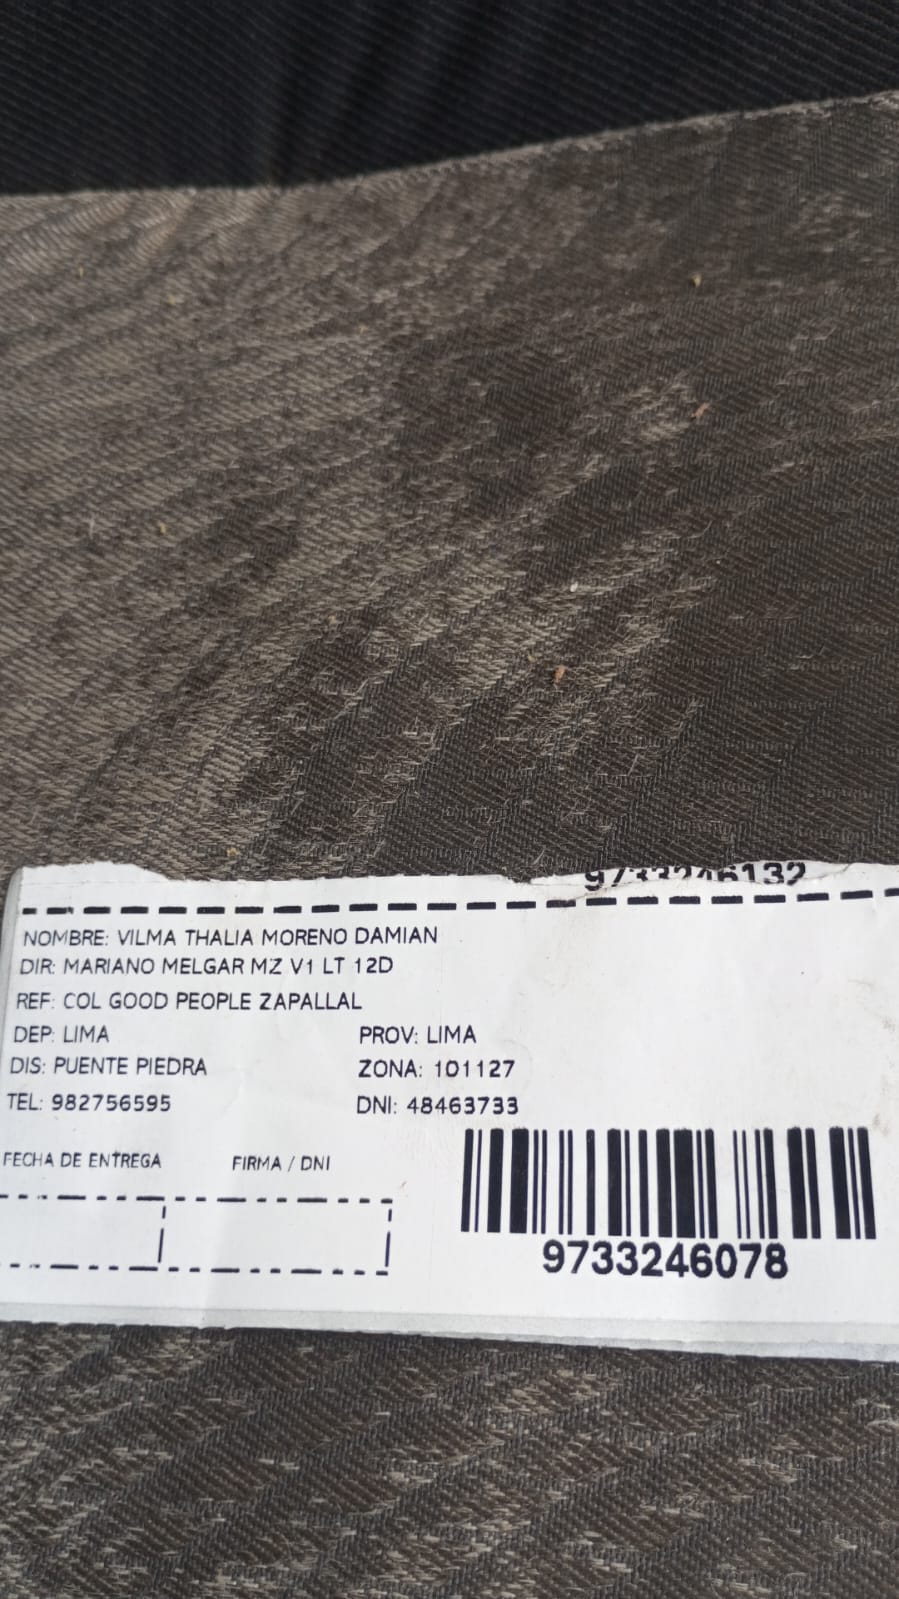 9733246132
NOMBRE: VILMA THALIA MORENO DAMIAN
DIR: MARIANO MELGAR MZ V1 LT 12D
REF: COL GOOD PEOPLE ZAPALLAL
DEP: LIMA PROV: LIMA
DIS: PUENTE PIEDRA ZONA: 101127
TEL: 982756595 DNI: 48463733
FECHA DE ENTREGA FIRMA / DNI
9733246078